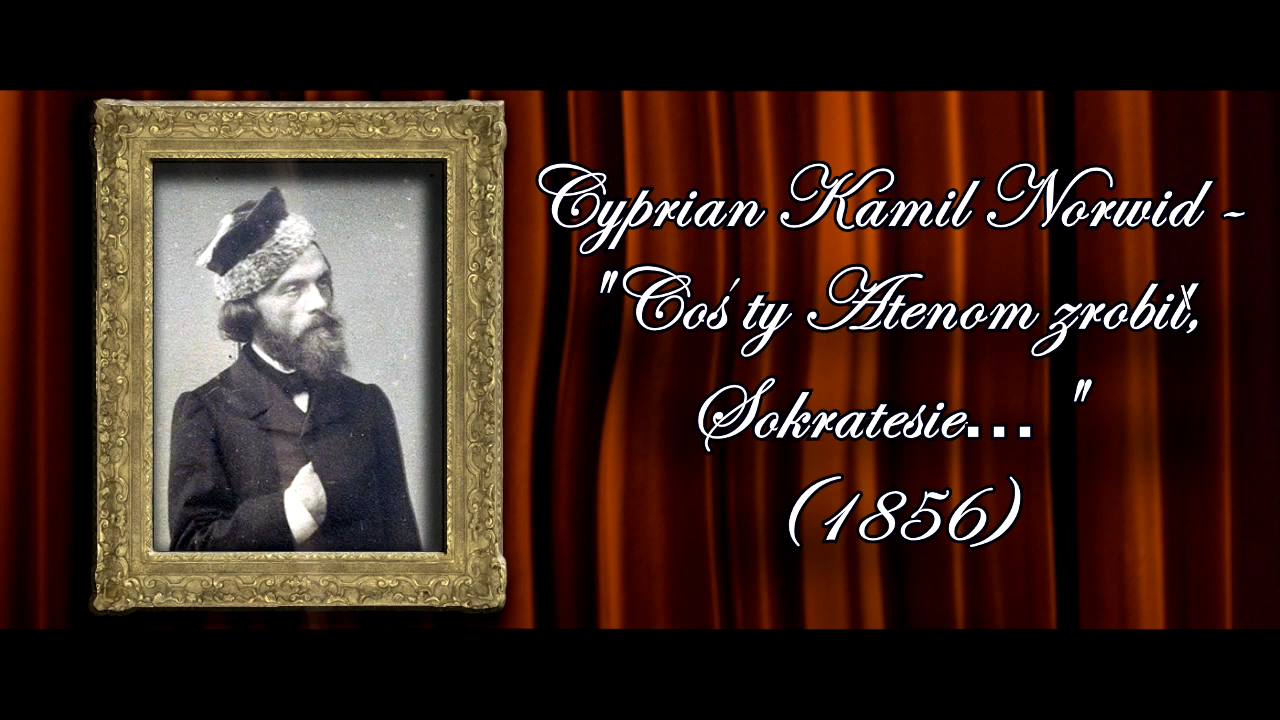 Cyprian Kamil Norwid -
"Coś ty Atenom zrobił,
Sokratesie... "
(1856)